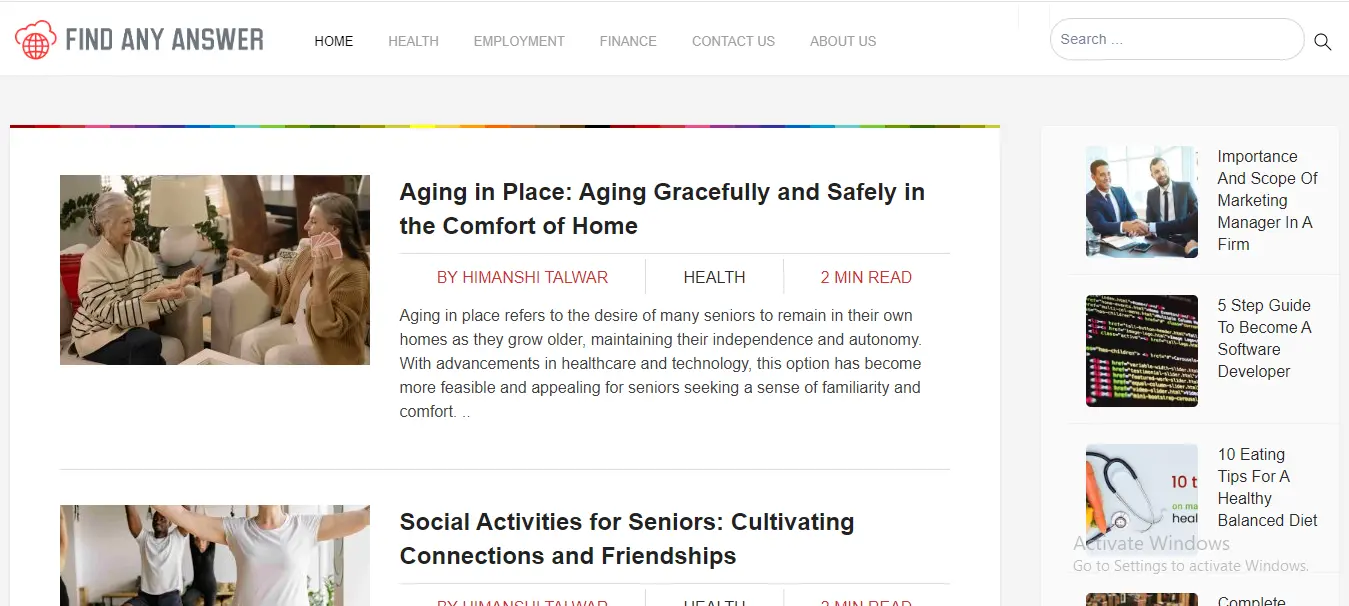 FIND ANY ANSWER
HOME
HEALTH
EMPLOYMENT
FINANCE
CONTACT US
ABOUT US
Search ...
Aging in Place: Aging Gracefully and Safely in
the Comfort of Home
BY HIMANSHI TALWAR
HEALTH
2 MIN READ
Aging in place refers to the desire of many seniors to remain in their own
homes as they grow older, maintaining their independence and autonomy.
With advancements in healthcare and technology, this option has become
more feasible and appealing for seniors seeking a sense of familiarity and
comfort. ..
Social Activities for Seniors: Cultivating
Connections and Friendships
BY HIMANSHI TALWAR
HEALTH
2 MIN READ
Importance
And Scope Of
Marketing
Manager In A
Firm
5 Step Guide
To Become A
Software
Developer
10 t
on ma
heal
10 Eating
Tips For A
Healthy
Balanced Diet
Activate Windows
Go to Settings to activate Windows.
Complete